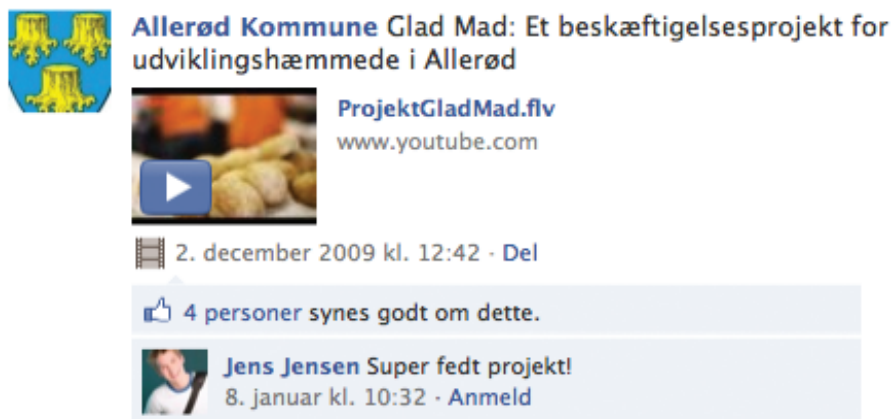 Allerød Kommune Glad Mad: Et beskæftigelsesprojekt for
udviklingshæmmede i Allerød
ProjektGladMad.flv
www.youtube.com
2. december 2009 kl. 12:42 · Del
4 personer synes godt om dette.
Jens Jensen Super fedt projekt!
8. januar kl. 10:32 · Anmeld